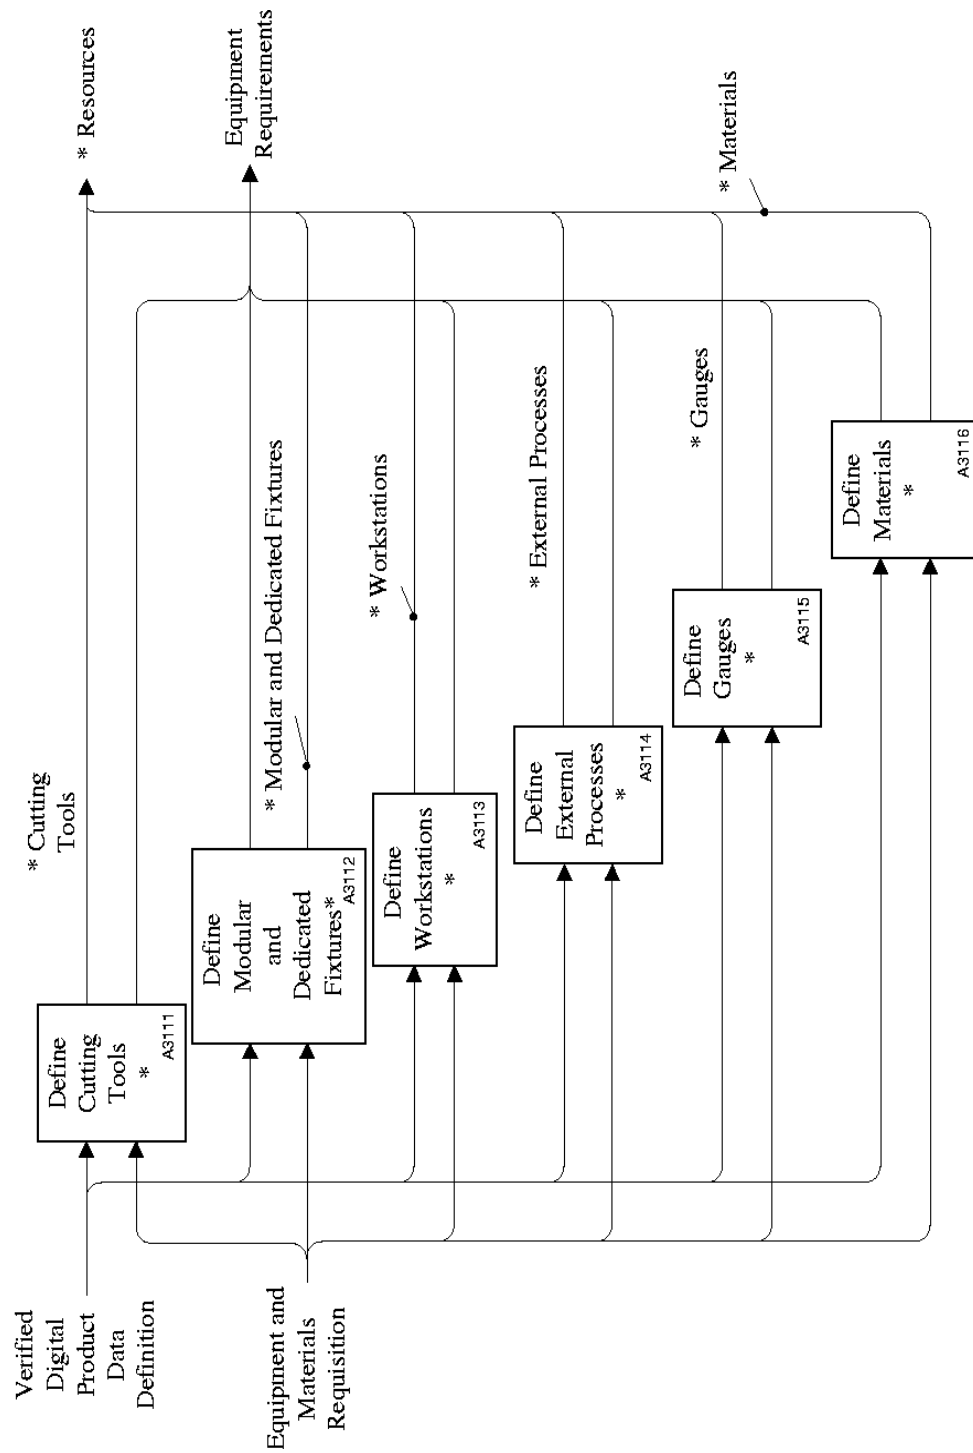 Verified
Digital
Product
Data
Definition
Equipment and
Materials
Requisition
Define
Cutting
Tools
*
A3111
* Cutting
Tools
* Resources
Define
Modular
and
Dedicated
Fixtures*
A3112
* Modular and Dedicated Fixtures
Equipment
Requirements
Define
Workstations
*
A3113
* Workstations
Define
External
Processes
*
A3114
* External Processes
Define
Gauges
*
A3115
* Gauges
Define
Materials
*
A3116
* Materials